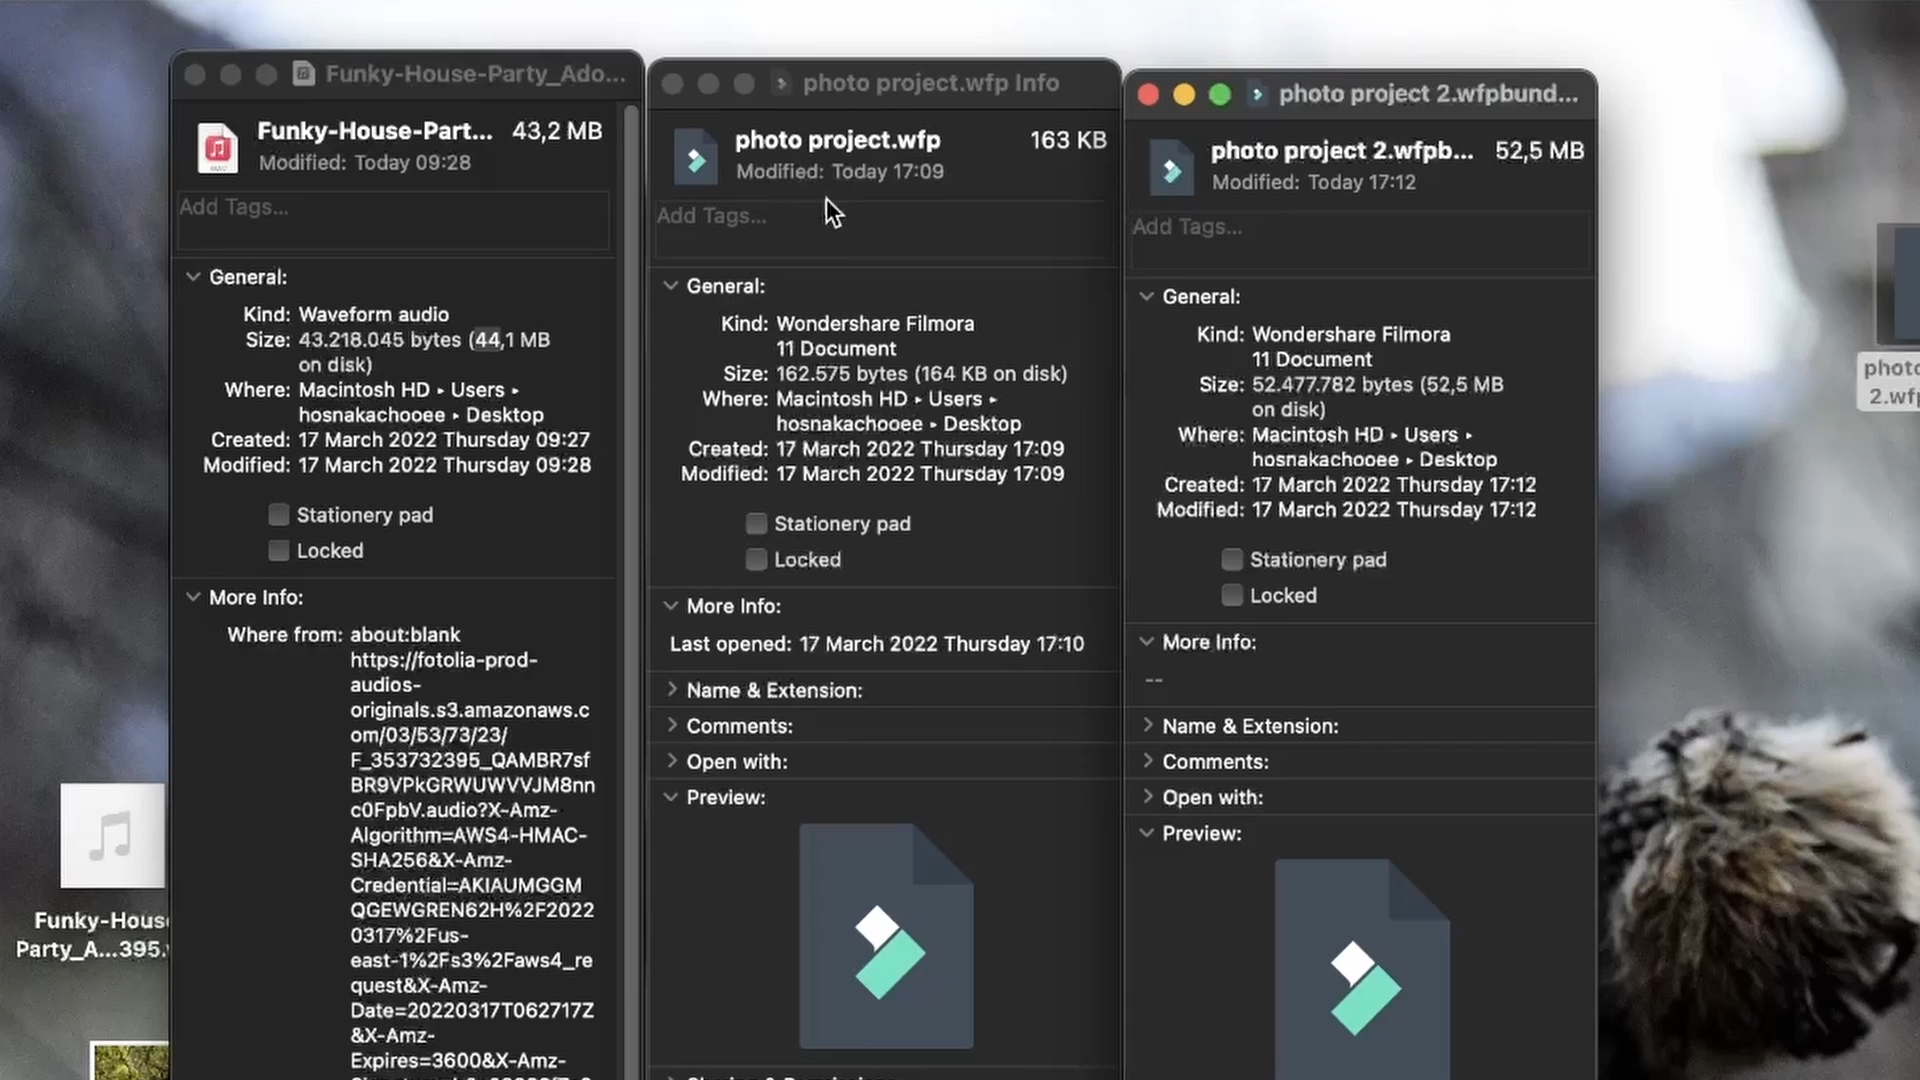 Funky-House-Party_Ado...
Funky-House-Part... 43,2 MB
Modified: Today 09:28
Add Tags...
General:
Kind: Waveform audio
Size: 43.218.045 bytes (44,1 MB
on disk)
Where: Macintosh HD ▸ Users ▸
hosnakachooee ▸ Desktop
Created: 17 March 2022 Thursday 09:27
Modified: 17 March 2022 Thursday 09:28
Stationery pad
Locked
More Info:
Where from: about:blank
https://fotolia-prod-
audios-
originals.s3.amazonaws.c
om/03/53/73/23/
F_353732395_QAMBR7sf
BR9VPkGRWUWVVJM8nn
c0FpbV.audio?X-Amz-
Algorithm=AWS4-HMAC-
SHA256&X-Amz-
Credential=AKIAUMGGM
QGEWGREN62H%2F2022
0317%2Fus-
east-1%2Fs3%2Faws4_re
quest&X-Amz-
Date=20220317T062717Z
&X-Amz-
Expires=3600&X-Amz-
photo project.wfp Info
photo project.wfp 163 KB
Modified: Today 17:09
Add Tags...
General:
Kind: Wondershare Filmora
11 Document
Size: 162.575 bytes (164 KB on disk)
Where: Macintosh HD ▸ Users ▸
hosnakachooee ▸ Desktop
Created: 17 March 2022 Thursday 17:09
Modified: 17 March 2022 Thursday 17:09
Stationery pad
Locked
More Info:
Last opened: 17 March 2022 Thursday 17:10
Name & Extension:
Comments:
Open with:
Preview:
photo project 2.wfpbund...
photo project 2.wfpb... 52,5 MB
Modified: Today 17:12
Add Tags...
General:
Kind: Wondershare Filmora
11 Document
Size: 52.477.782 bytes (52,5 MB
on disk)
Where: Macintosh HD ▸ Users ▸
hosnakachooee ▸ Desktop
Created: 17 March 2022 Thursday 17:12
Modified: 17 March 2022 Thursday 17:12
Stationery pad
Locked
More Info:
--
Name & Extension:
Comments:
Open with:
Preview:
Funky-House
Party_A...395.
photo
2.wfp